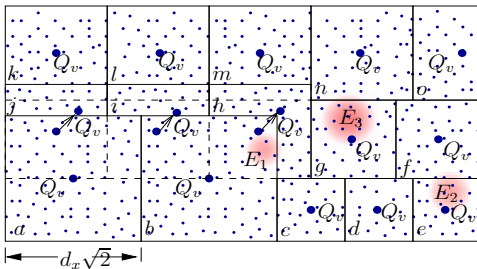 Q_v Q_v Q_v Q_v Q_v
k l m n o
j i h
Q_v Q_v Q_v
E_3
E_1 g Q_v f Q_v
Q_v Q_v E_2
a b c Q_v d Q_v e Q_v
d_x√2